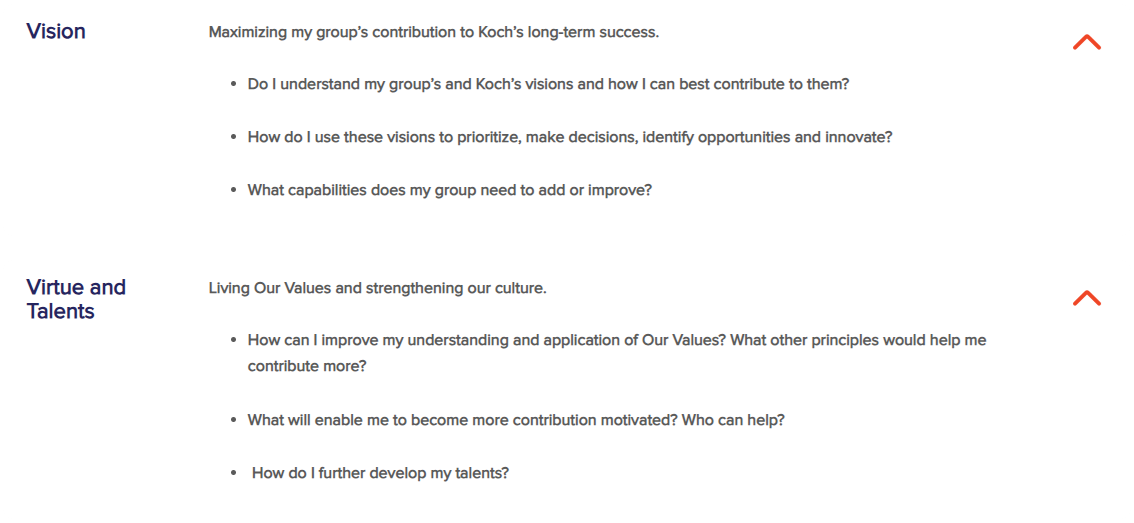 Vision
Maximizing my group’s contribution to Koch’s long-term success.
• Do I understand my group’s and Koch’s visions and how I can best contribute to them?
• How do I use these visions to prioritize, make decisions, identify opportunities and innovate?
• What capabilities does my group need to add or improve?
Virtue and
Talents
Living Our Values and strengthening our culture.
• How can I improve my understanding and application of Our Values? What other principles would help me
contribute more?
• What will enable me to become more contribution motivated? Who can help?
• How do I further develop my talents?